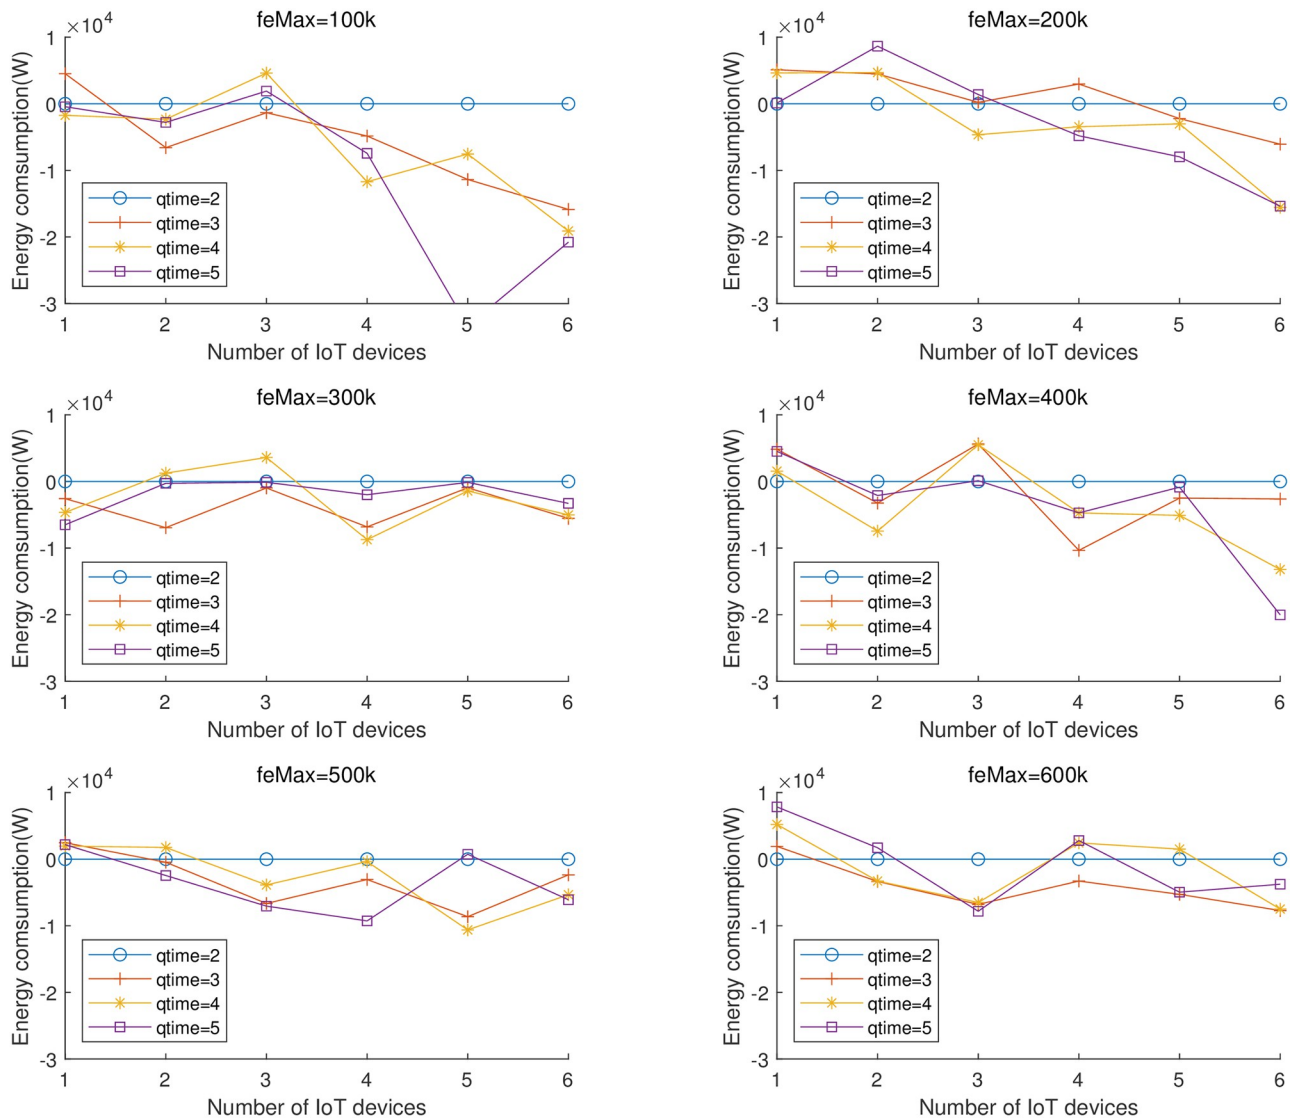 ×10⁴
feMax=100k
1
0
-1
-2
-3
Energy comsumption(W)
qtime=2
qtime=3
qtime=4
qtime=5
1 2 3 4 5 6
Number of IoT devices
×10⁴
feMax=200k
1
0
-1
-2
-3
Energy comsumption(W)
qtime=2
qtime=3
qtime=4
qtime=5
1 2 3 4 5 6
Number of IoT devices
×10⁴
feMax=300k
1
0
-1
-2
-3
Energy comsumption(W)
qtime=2
qtime=3
qtime=4
qtime=5
1 2 3 4 5 6
Number of IoT devices
×10⁴
feMax=400k
1
0
-1
-2
-3
Energy comsumption(W)
qtime=2
qtime=3
qtime=4
qtime=5
1 2 3 4 5 6
Number of IoT devices
×10⁴
feMax=500k
1
0
-1
-2
-3
Energy comsumption(W)
qtime=2
qtime=3
qtime=4
qtime=5
1 2 3 4 5 6
Number of IoT devices
×10⁴
feMax=600k
1
0
-1
-2
-3
Energy comsumption(W)
qtime=2
qtime=3
qtime=4
qtime=5
1 2 3 4 5 6
Number of IoT devices